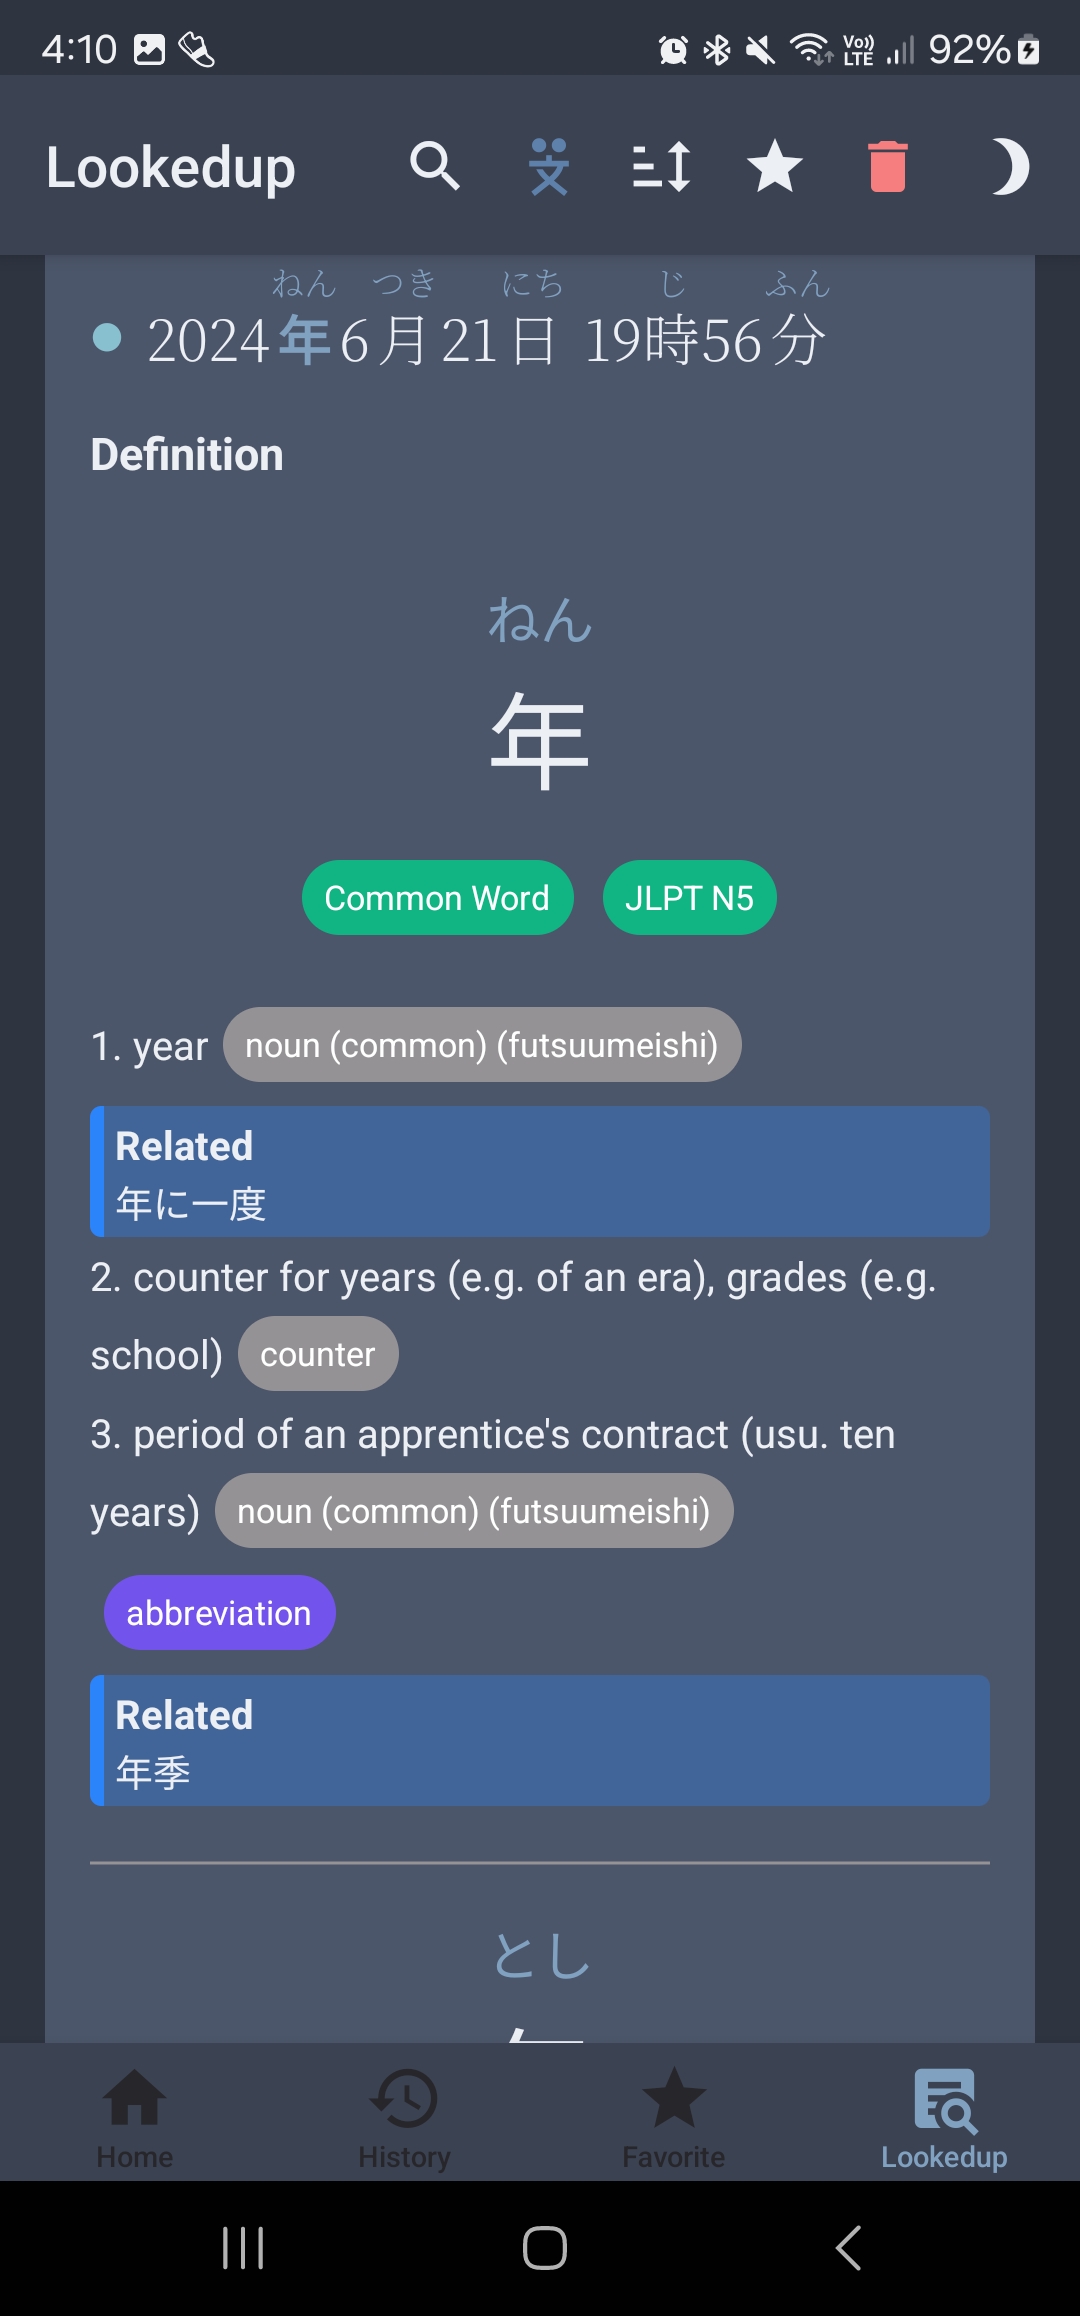 4:10 Vo)) LTE 92%
Lookedup
ねん つき にち じ ふん
2024年6月21日 19時56分
Definition
ねん
年
Common Word JLPT N5
1. year noun (common) (futsuumeishi)
Related
年に一度
2. counter for years (e.g. of an era), grades (e.g.
school) counter
3. period of an apprentice's contract (usu. ten
years) noun (common) (futsuumeishi)
abbreviation
Related
年季
とし
Home History Favorite Lookedup